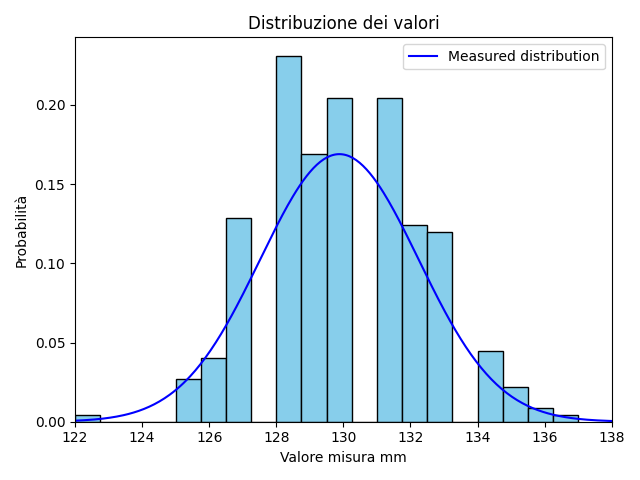 Distribuzione dei valori
Measured distribution
Probabilità
0.20
0.15
0.10
0.05
0.00
122 124 126 128 130 132 134 136 138
Valore misura mm